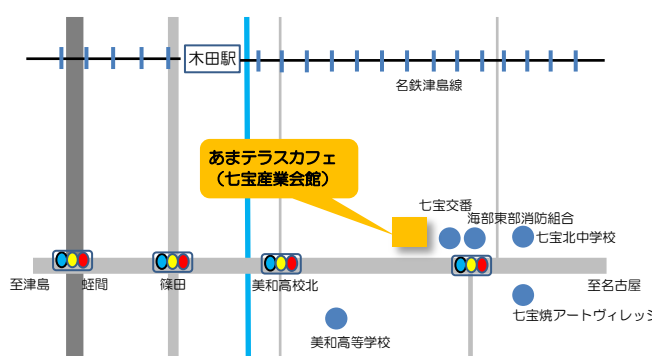 木田駅
名鉄津島線
あまテラスカフェ
（七宝産業会館）
七宝交番
海部東部消防組合
七宝北中学校
至津島
蛭間
篠田
美和高校北
至名古屋
七宝焼アートヴィレッジ
美和高等学校